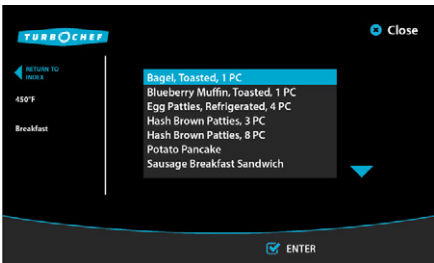 TURBOCHEF
Close
RETURN TO
INDEX
450°F
Breakfast
Bagel, Toasted, 1 PC
Blueberry Muffin, Toasted, 1 PC
Egg Patties, Refrigerated, 4 PC
Hash Brown Patties, 3 PC
Hash Brown Patties, 8 PC
Potato Pancake
Sausage Breakfast Sandwich
ENTER